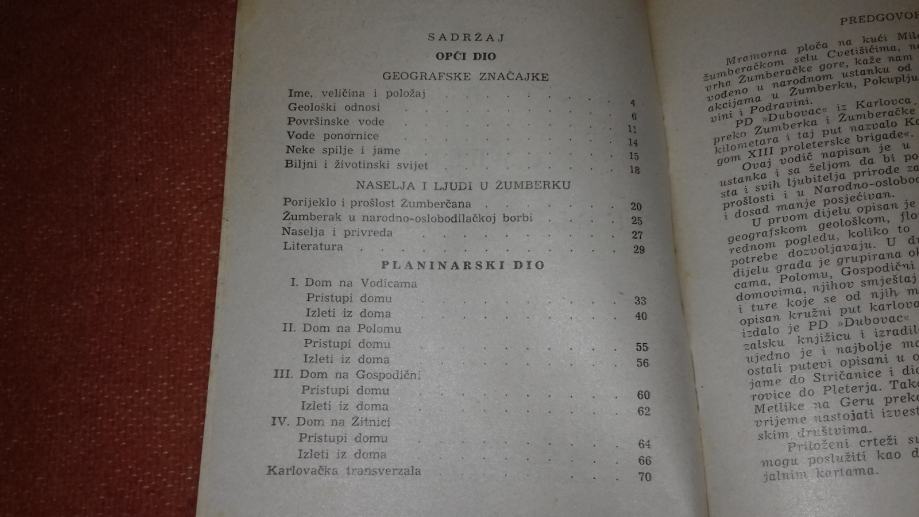 SADRŽAJ
OPĆI DIO
GEOGRAFSKE ZNAČAJKE
Ime, veličina i položaj . . . . . . . 4
Geološki odnosi . . . . . . . 6
Površinske vode . . . . . . . 11
Vode ponornice . . . . . . . 14
Neke spilje i jame . . . . . . . 15
Biljni i životinski svijet . . . . . . . 18
NASELJA I LJUDI U ŽUMBERKU
Porijeklo i prošlost Žumberčana . . . . . 20
Žumberak u narodno-oslobodilačkoj borbi . . . . 25
Naselja i privreda . . . . . . . 27
Literatura . . . . . . . 29
PLANINARSKI DIO
I. Dom na Vodicama
Pristupi domu . . . . . . . 33
Izleti iz doma . . . . . . . 40
II. Dom na Polomu
Pristupi domu . . . . . . . 55
Izleti iz doma . . . . . . . 56
III. Dom na Gospodični
Pristupi domu . . . . . . . 60
Izleti iz doma . . . . . . . 62
IV. Dom na Žitnici
Pristupi domu . . . . . . . 64
Izleti iz doma . . . . . . . 66
Karlovačka transverzala . . . . 70
PREDGOVOR
Mramorna ploča na kući
žumberačkom selu Cvetišićima,
vrha Žumberačke gore, kaže nam
vođeno u narodnom ustanku od
akcijama u Žumberku,
vini i Podravini.
PD »Dubovac« iz Karlovca,
preko Žumberka i Žumberačke
kilometara i taj put nazvalo
gom XIII proleterske brigade«.
Ovaj vodič napisan je u
ustanka i sa željom da bi
sta i svih ljubitelja prirode
prošlosti i u Narodno-oslobod
i dosad manje posjećivan.
U prvom dijelu opisan je
geografskom geološkom,
rednom pogledu, koliko to
potrebe dozvoljavaju. U
dijelu građa je grupirana
cama, Polomu, Gospodični
domovima, njihov smještaj
i ture koje se od njih
opisan kružni put
izdalo je PD »Dubovac«
zalsku knjižicu i
ujedno je i najbolje
ostali putevi opisani u
jame do Stričanice i
rovice do Pleterja.
Metlike na Geru
vrijeme nastojati
skim društvima.
Priloženi crteži
mogu poslužiti kao
jalnim kartama.